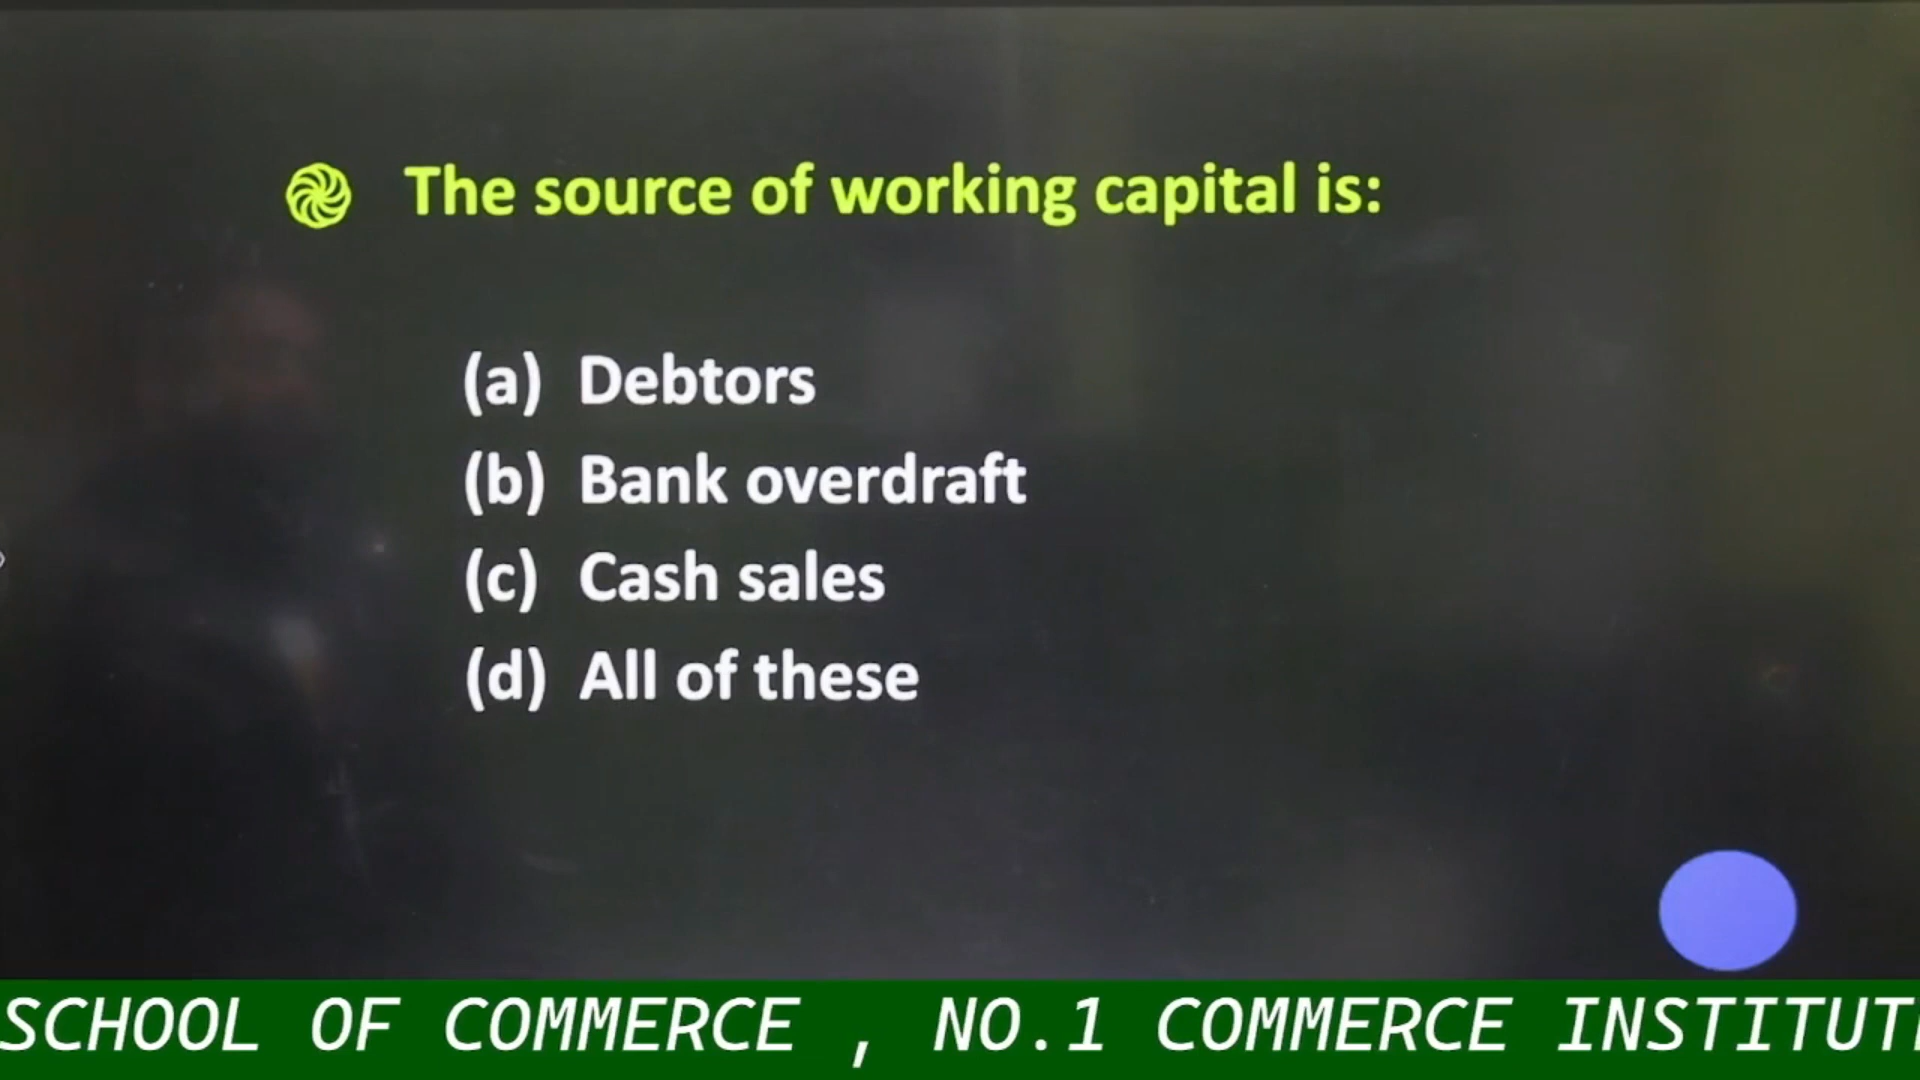 The source of working capital is:
(a) Debtors
(b) Bank overdraft
(c) Cash sales
(d) All of these
SCHOOL OF COMMERCE , NO.1 COMMERCE INSTITUT